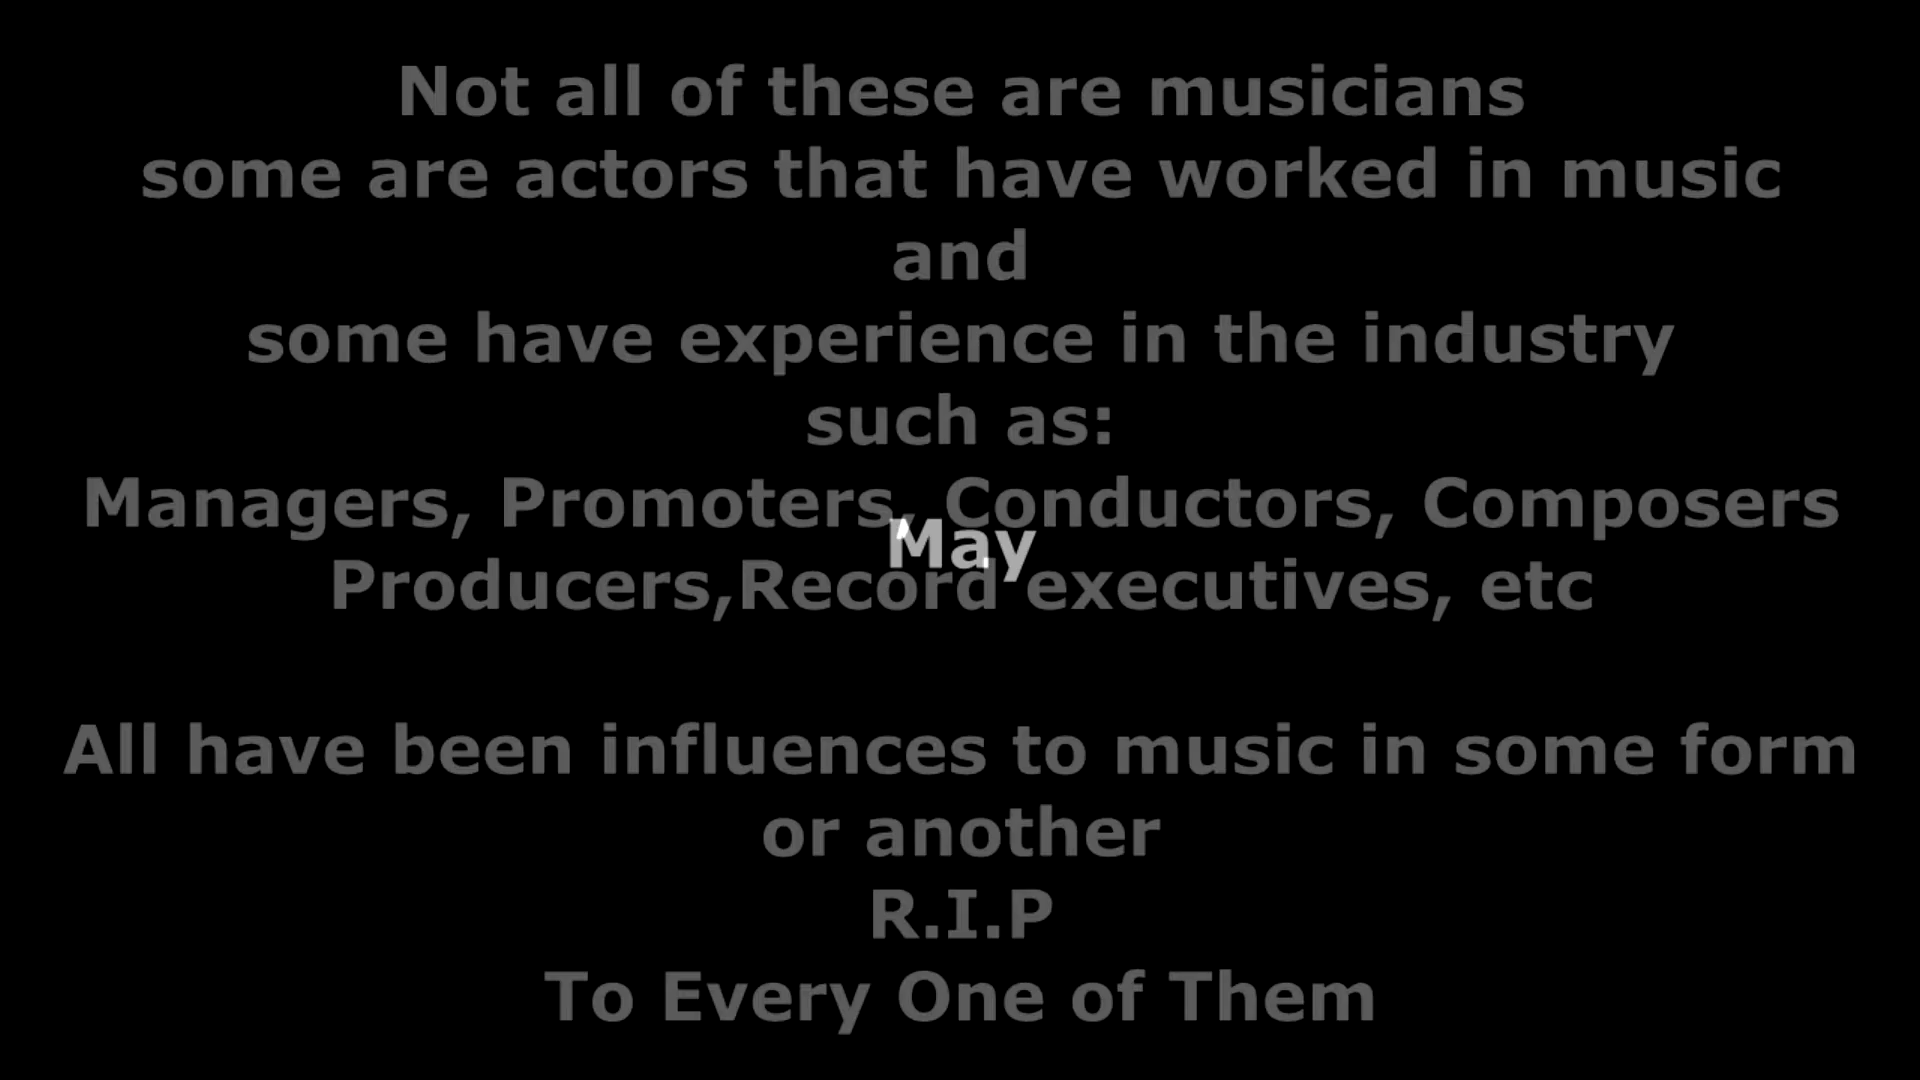 Not all of these are musicians
some are actors that have worked in music
and
some have experience in the industry
such as:
Managers, Promoters, Conductors, Composers
May
Producers,Record executives, etc
All have been influences to music in some form
or another
R.I.P
To Every One of Them